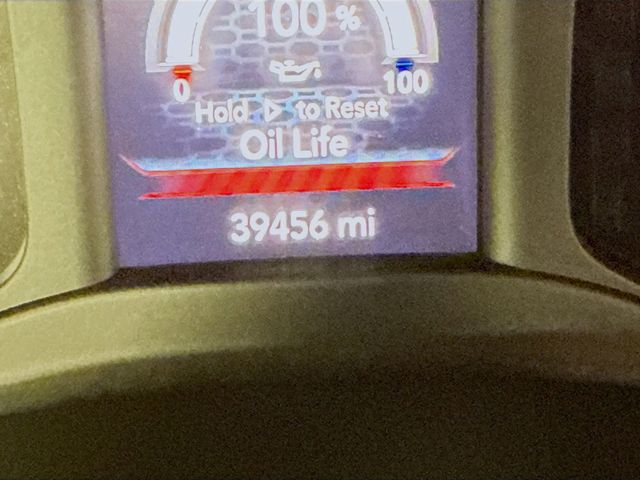 100 %
0 100
Hold ▷ to Reset
Oil Life
39456 mi